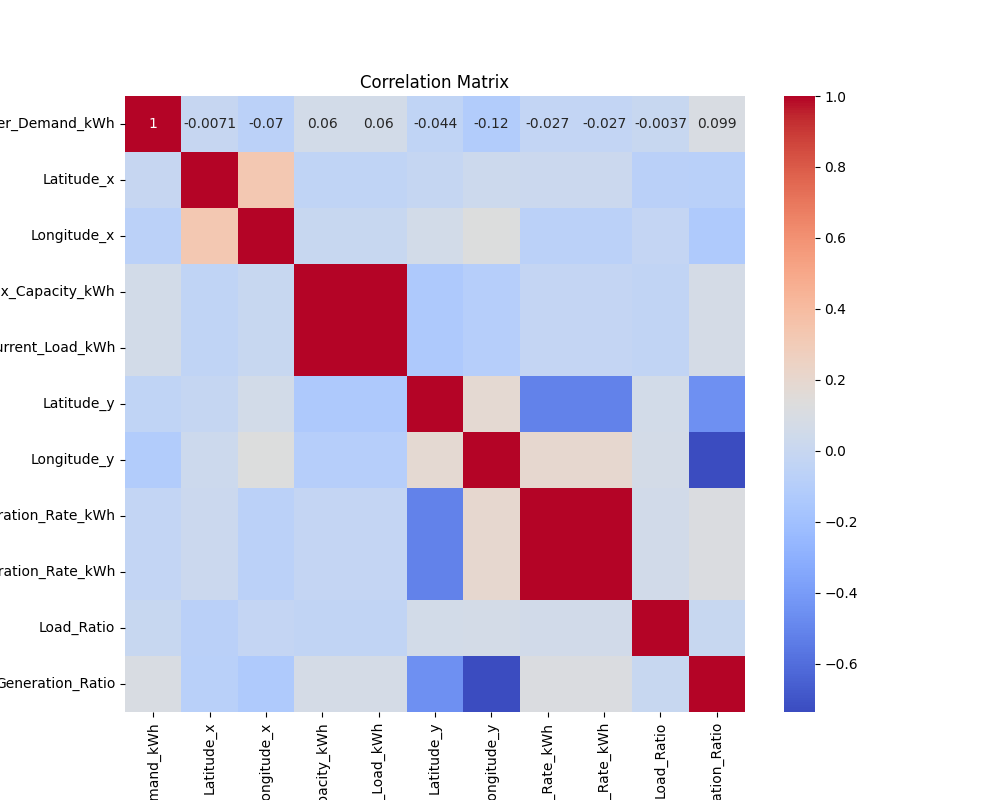 Correlation Matrix
er_Demand_kWh
1 -0.0071 -0.07 0.06 0.06 -0.044 -0.12 -0.027 -0.027 -0.0037 0.099
Latitude_x
Longitude_x
x_Capacity_kWh
urrent_Load_kWh
Latitude_y
Longitude_y
ration_Rate_kWh
ration_Rate_kWh
Load_Ratio
Generation_Ratio
mand_kWh
Latitude_x
ongitude_x
pacity_kWh
_Load_kWh
Latitude_y
ongitude_y
_Rate_kWh
_Rate_kWh
Load_Ratio
ation_Ratio
1.0
0.8
0.6
0.4
0.2
0.0
−0.2
−0.4
−0.6